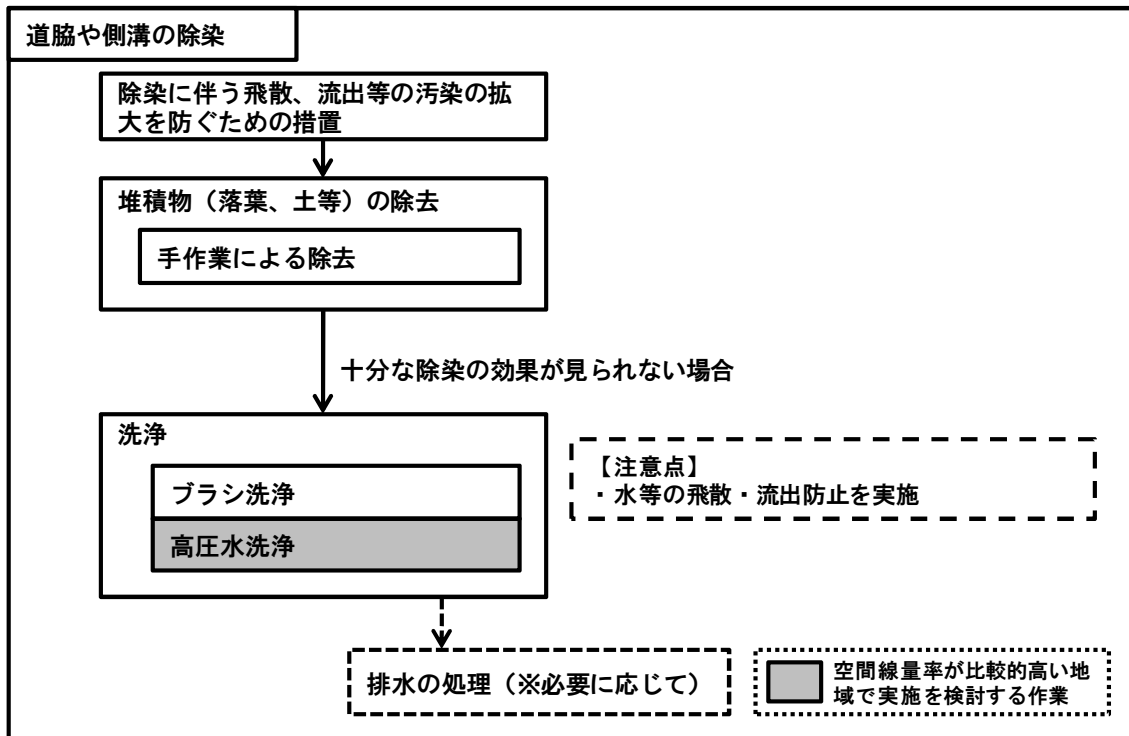 道脇や側溝の除染
除染に伴う飛散、流出等の汚染の拡
大を防ぐための措置
堆積物（落葉、土等）の除去
手作業による除去
十分な除染の効果が見られない場合
洗浄
ブラシ洗浄
高圧水洗浄
【注意点】
・水等の飛散・流出防止を実施
排水の処理（※必要に応じて）
空間線量率が比較的高い地
域で実施を検討する作業